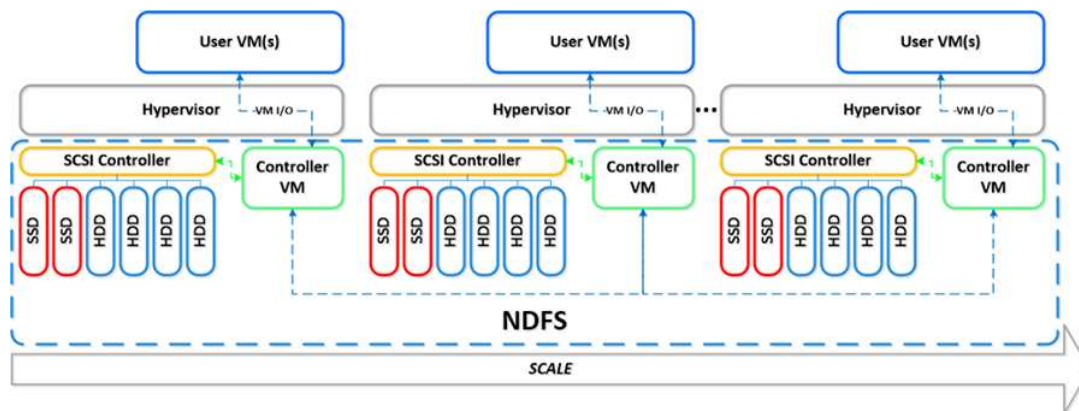 User VM(s)
User VM(s)
User VM(s)
Hypervisor
VM I/O
Hypervisor
VM I/O
...
Hypervisor
VM I/O
SCSI Controller
Controller
VM
SCSI Controller
Controller
VM
SCSI Controller
Controller
VM
SSD
SSD
HDD
HDD
HDD
HDD
SSD
SSD
HDD
HDD
HDD
HDD
SSD
SSD
HDD
HDD
HDD
HDD
NDFS
SCALE